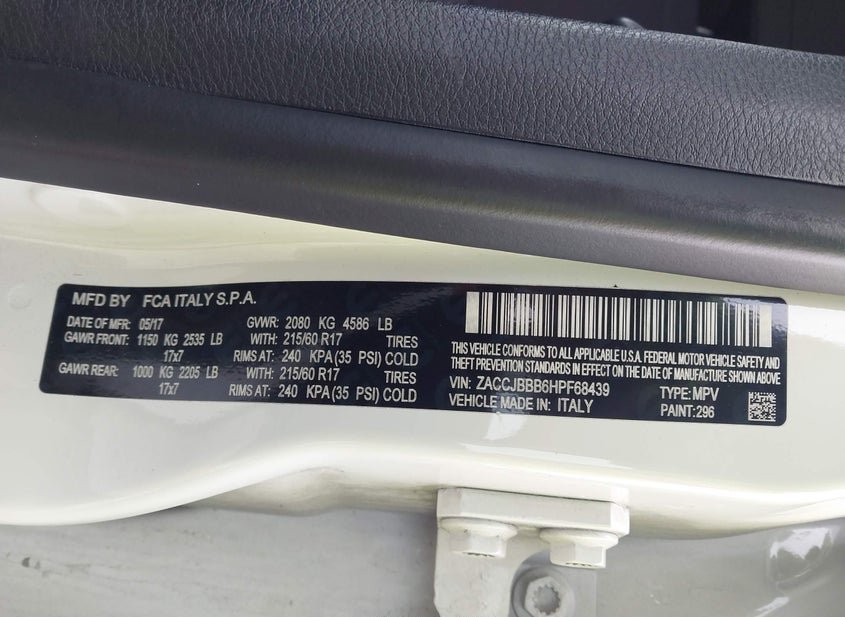 MFD BY FCA ITALY S.P.A.
DATE OF MFR: 05/17 GVWR: 2080 KG 4586 LB
GAWR FRONT: 1150 KG 2535 LB WITH: 215/60 R17 TIRES
17x7 RIMS AT: 240 KPA(35 PSI) COLD
GAWR REAR: 1000 KG 2205 LB WITH: 215/60 R17 TIRES
17x7 RIMS AT: 240 KPA(35 PSI) COLD
THIS VEHICLE CONFORMS TO ALL APPLICABLE U.S.A. FEDERAL MOTOR VEHICLE SAFETY AND
THEFT PREVENTION STANDARDS IN EFFECT ON THE DATE OF MANUFACTURE SHOWN ABOVE
VIN: ZACCJBBB6HPF68439 TYPE: MPV
VEHICLE MADE IN: ITALY PAINT: 296